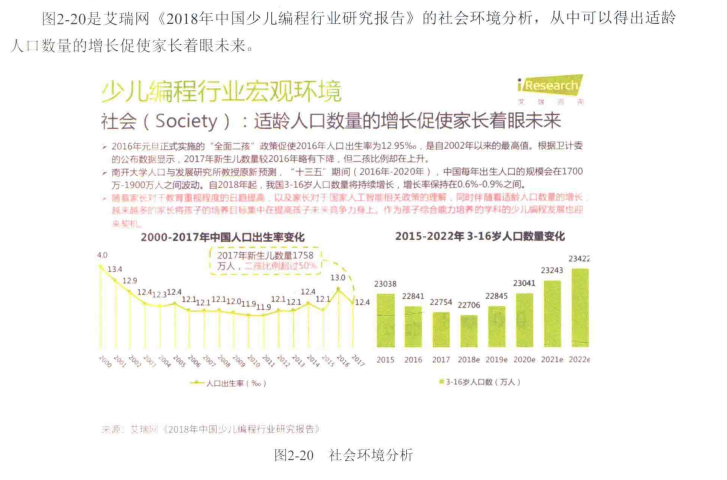 图2-20是艾瑞网《2018年中国少儿编程行业研究报告》的社会环境分析，从中可以得出适龄
人口数量的增长促使家长着眼未来。
少儿编程行业宏观环境
iResearch
艾 瑞 咨 询
社会（Society）：适龄人口数量的增长促使家长着眼未来
➢ 2016年元旦正式实施的“全面二孩”政策促使2016年人口出生率为12.95‰，是自2002年以来的最高值。根据卫计委
的公布数据显示，2017年新生儿数量较2016年略有下降，但二孩比例却在上升。
➢ 南开大学人口与发展研究所教授原新预测，“十三五”期间（2016年-2020年），中国每年出生人口的规模会在1700
万-1900万人之间波动。自2018年起，我国3-16岁人口数量将持续增长，增长率保持在0.6%-0.9%之间。
➢ 随着家长对于教育重视程度的日趋提高，以及家长对于国家人工智能相关政策的理解，同时伴随着适龄人口数量的增长，
越来越多的家长将孩子的培养目标集中在提高孩子未来竞争力身上。作为孩子综合能力培养的学科的少儿编程发展也迎
来契机。
2000-2017年中国人口出生率变化
2017年新生儿数量1758
万人，二孩比例超过50%
4.0 13.4 12.9 12.4 12.3 12.4 12.1 12.1 12.1 12.0 11.9 11.9 12.1 12.1 12.4 12.1 13.0 12.4
2000 2001 2002 2003 2004 2005 2006 2007 2008 2009 2010 2011 2012 2013 2014 2015 2016 2017
人口出生率（‰）
2015-2022年 3-16岁人口数量变化
23038 22841 22754 22706 22845 23041 23243 23422
2015 2016 2017 2018e 2019e 2020e 2021e 2022e
3-16岁人口数（万人）
来源：艾瑞网《2018年中国少儿编程行业研究报告》
图2-20 社会环境分析